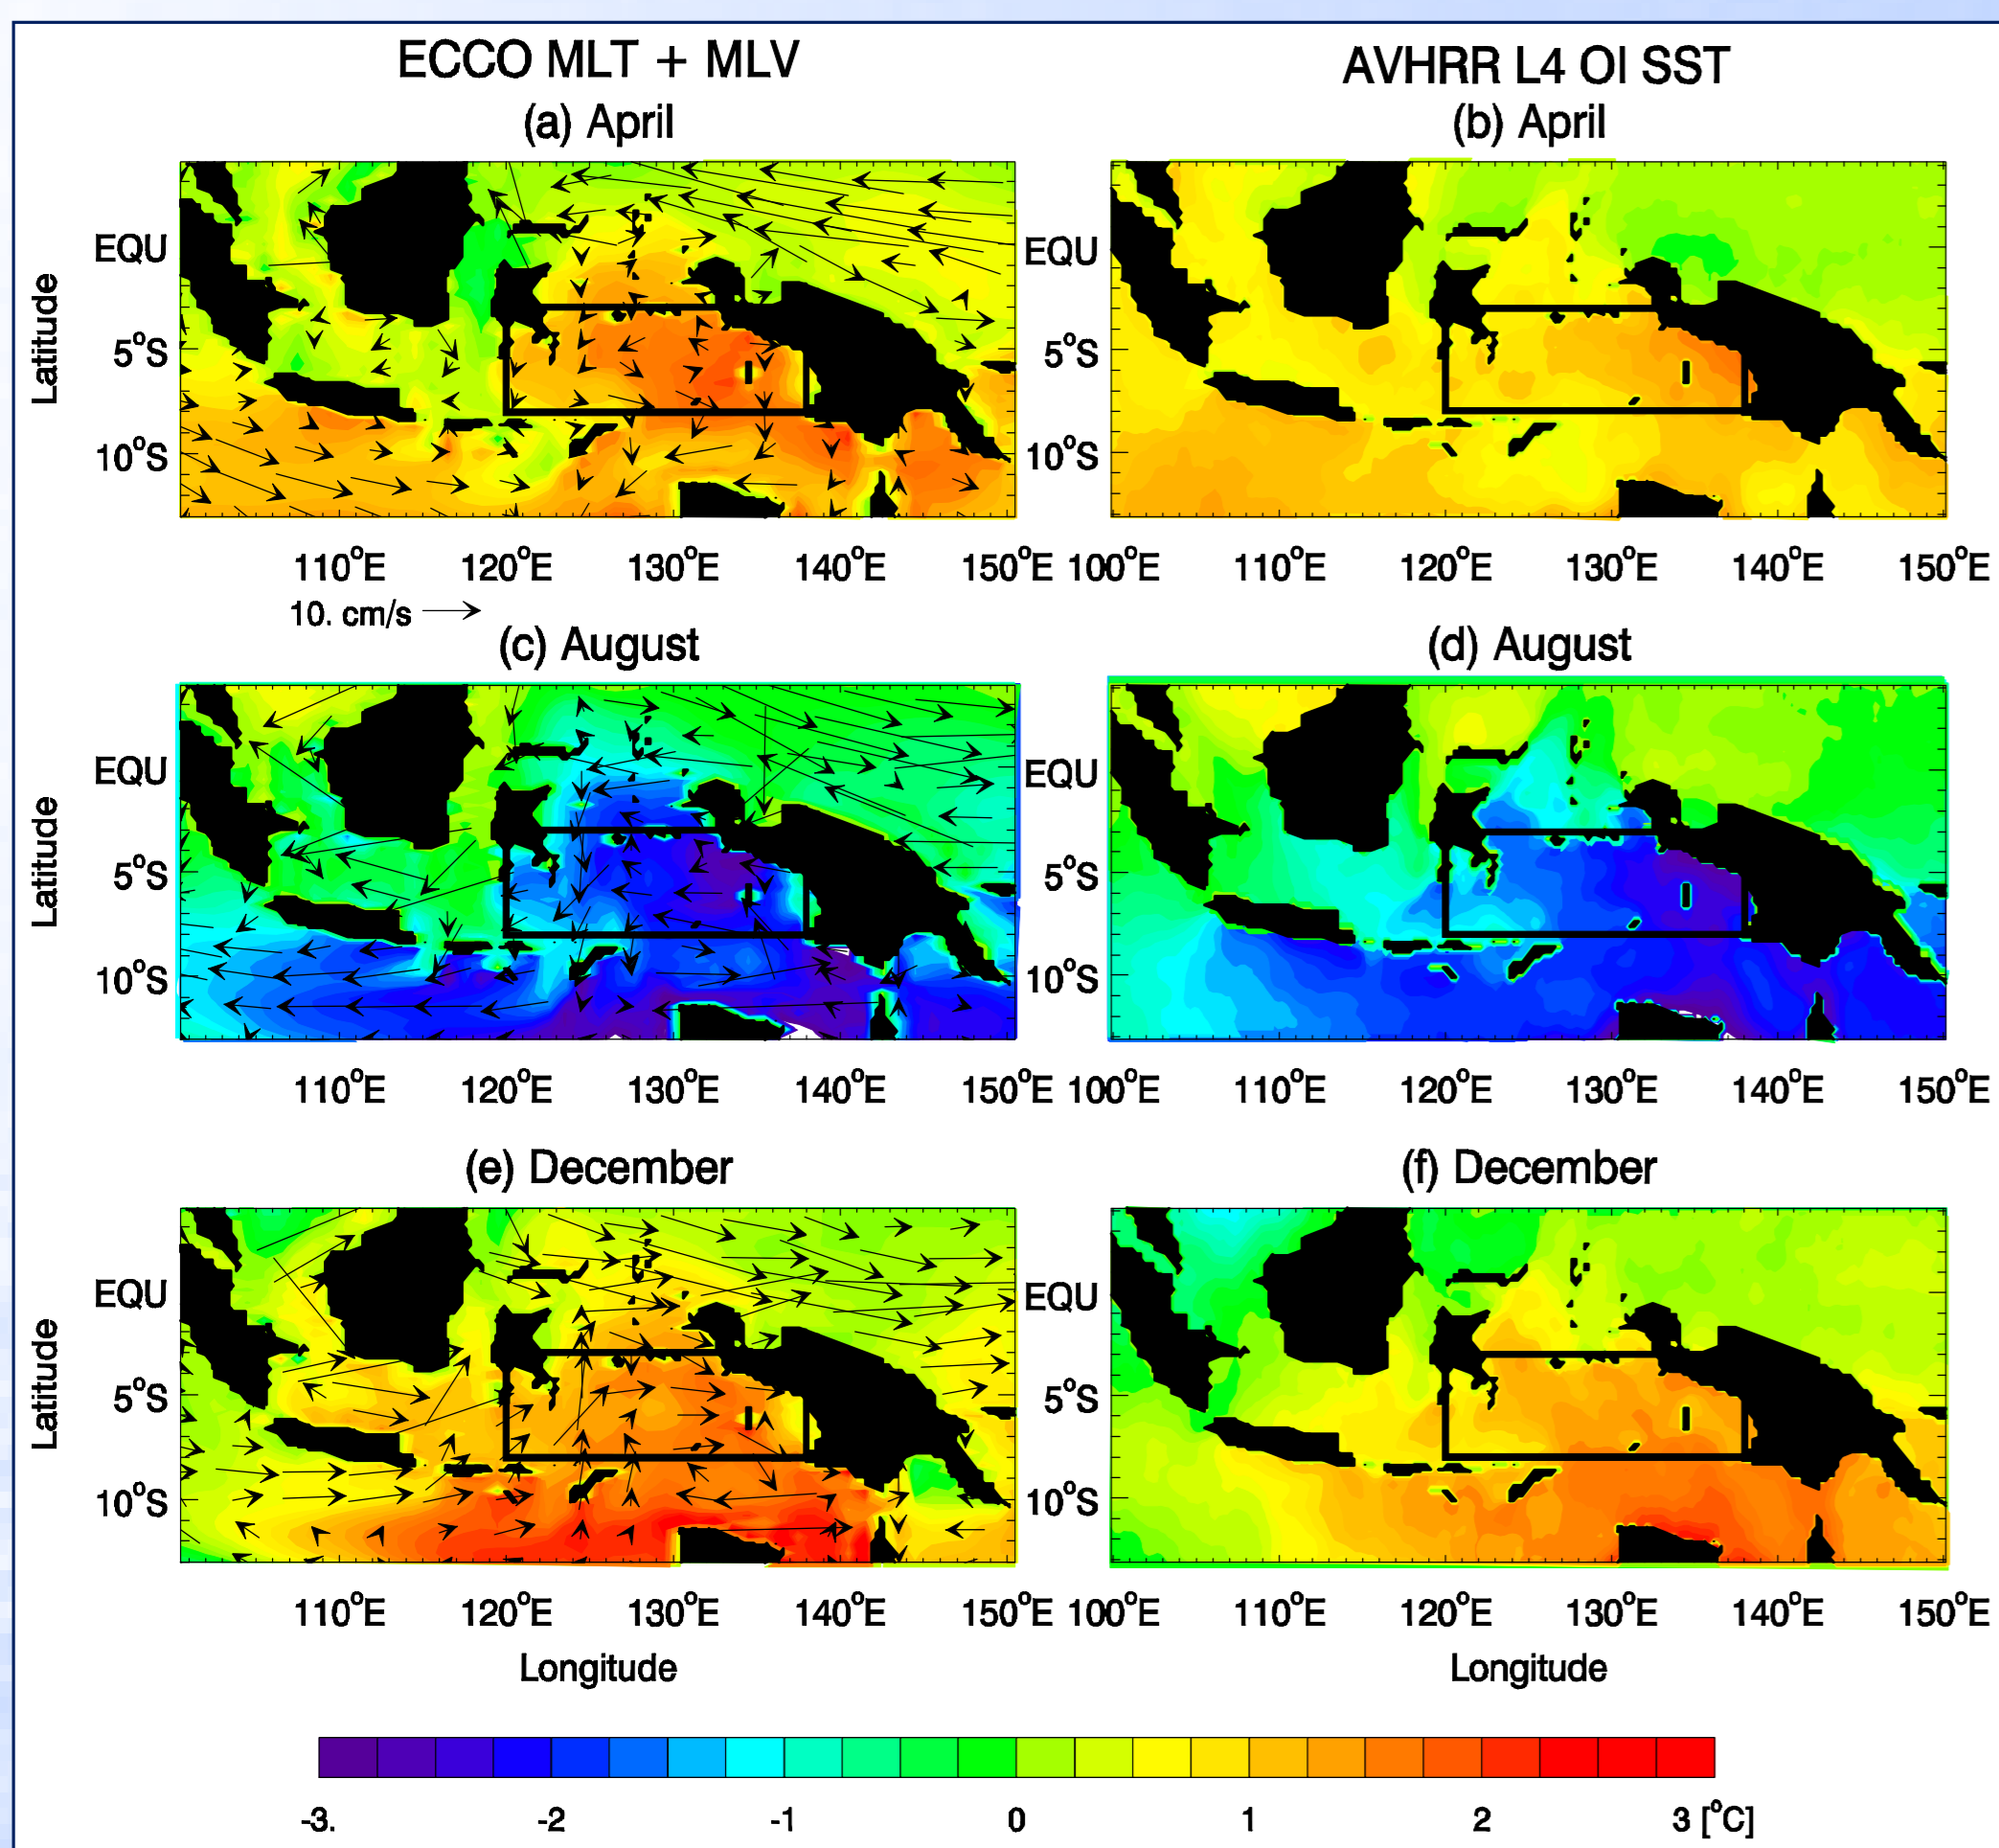 ECCO MLT + MLV
AVHRR L4 OI SST
(a) April
(b) April
Latitude
EQU
5°S
10°S
EQU
5°S
10°S
110°E 120°E 130°E 140°E 150°E
100°E 110°E 120°E 130°E 140°E 150°E
10. cm/s
(c) August
(d) August
Latitude
EQU
5°S
10°S
EQU
5°S
10°S
110°E 120°E 130°E 140°E 150°E
100°E 110°E 120°E 130°E 140°E 150°E
(e) December
(f) December
Latitude
EQU
5°S
10°S
EQU
5°S
10°S
110°E 120°E 130°E 140°E 150°E
100°E 110°E 120°E 130°E 140°E 150°E
Longitude
Longitude
-3. -2 -1 0 1 2 3 [°C]